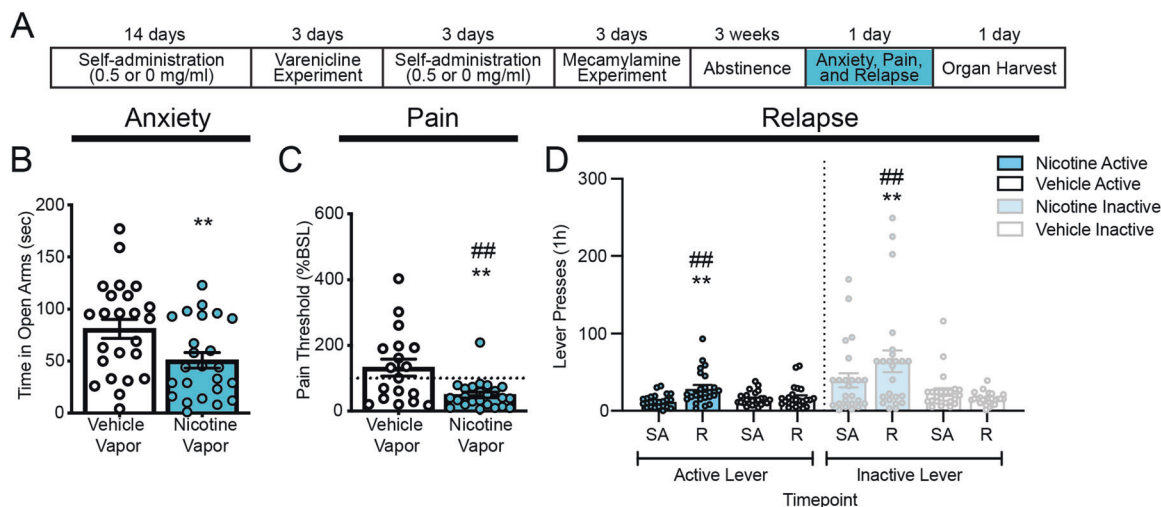 A
14 days
3 days
3 days
3 days
3 weeks
1 day
1 day
Self-administration
(0.5 or 0 mg/ml)
Varenicline
Experiment
Self-administration
(0.5 or 0 mg/ml)
Mecamylamine
Experiment
Abstinence
Anxiety, Pain,
and Relapse
Organ Harvest
Anxiety
B
Time in Open Arms (sec)
200
150
100
50
0
**
Vehicle
Vapor
Nicotine
Vapor
Pain
C
Pain Threshold (%BSL)
600
400
200
0
##
**
Vehicle
Vapor
Nicotine
Vapor
Relapse
D
Lever Presses (1h)
300
200
100
0
##
**
##
**
SA
R
SA
R
SA
R
SA
R
Active Lever
Inactive Lever
Timepoint
Nicotine Active
Vehicle Active
Nicotine Inactive
Vehicle Inactive